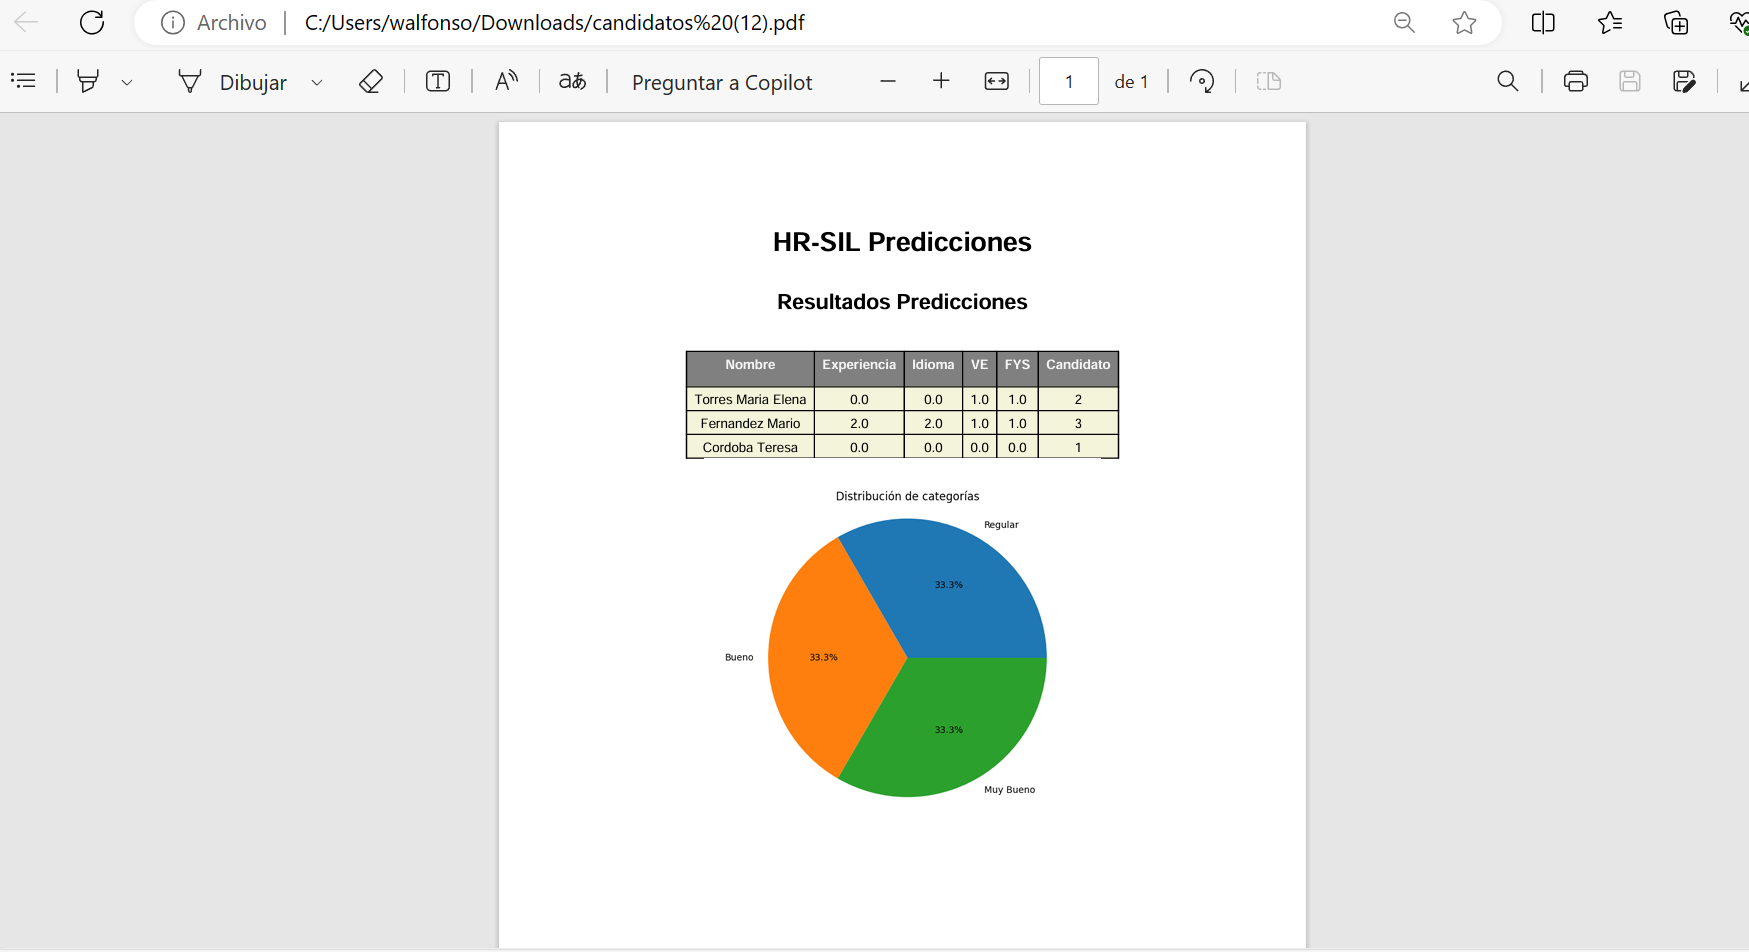 Archivo C:/Users/walfonso/Downloads/candidatos%20(12).pdf
Dibujar T A aあ Preguntar a Copilot 1 de 1
HR-SIL Predicciones
Resultados Predicciones
Nombre Experiencia Idioma VE FYS Candidato
Torres Maria Elena 0.0 0.0 1.0 1.0 2
Fernandez Mario 2.0 2.0 1.0 1.0 3
Cordoba Teresa 0.0 0.0 0.0 0.0 1
Distribución de categorías
Regular
33.3%
Bueno 33.3%
33.3%
Muy Bueno